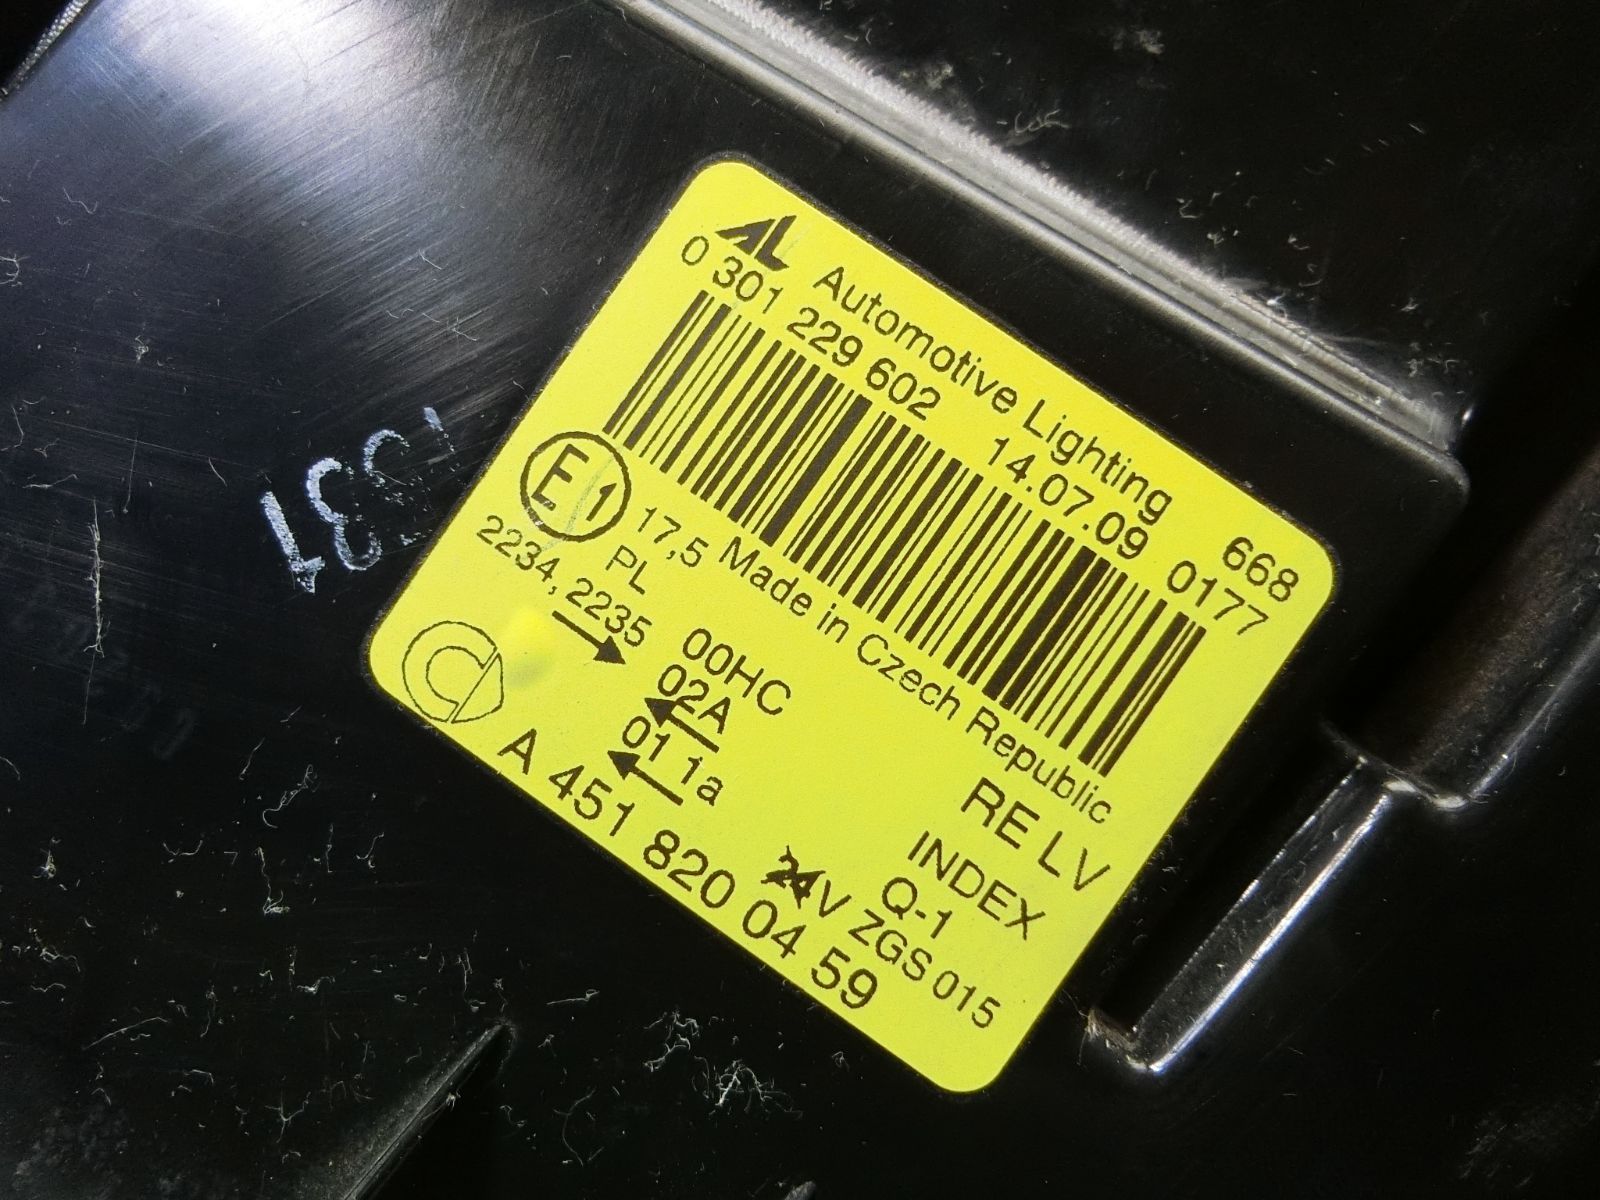 AL Automotive Lighting 668
0 301 229 602 14.07.09 0177
E1 17,5 Made in Czech Republic
PL
2234, 2235
00HC RE LV
02A INDEX
01 1a Q-1
24V ZGS 015
A 451 820 04 59